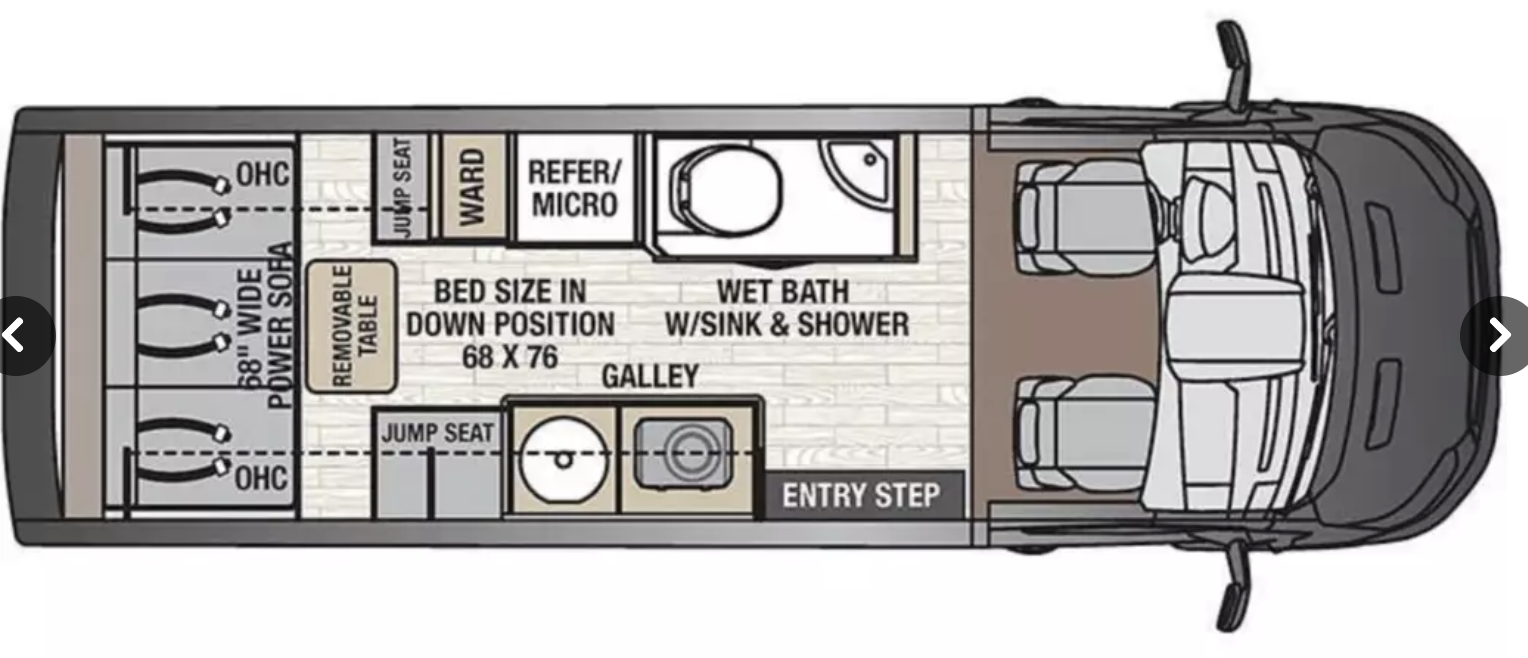 OHC
JUMP SEAT
WARD
REFER/
MICRO
68" WIDE
POWER SOFA
REMOVABLE
TABLE
BED SIZE IN
DOWN POSITION
68 X 76
WET BATH
W/SINK & SHOWER
GALLEY
JUMP SEAT
OHC
ENTRY STEP